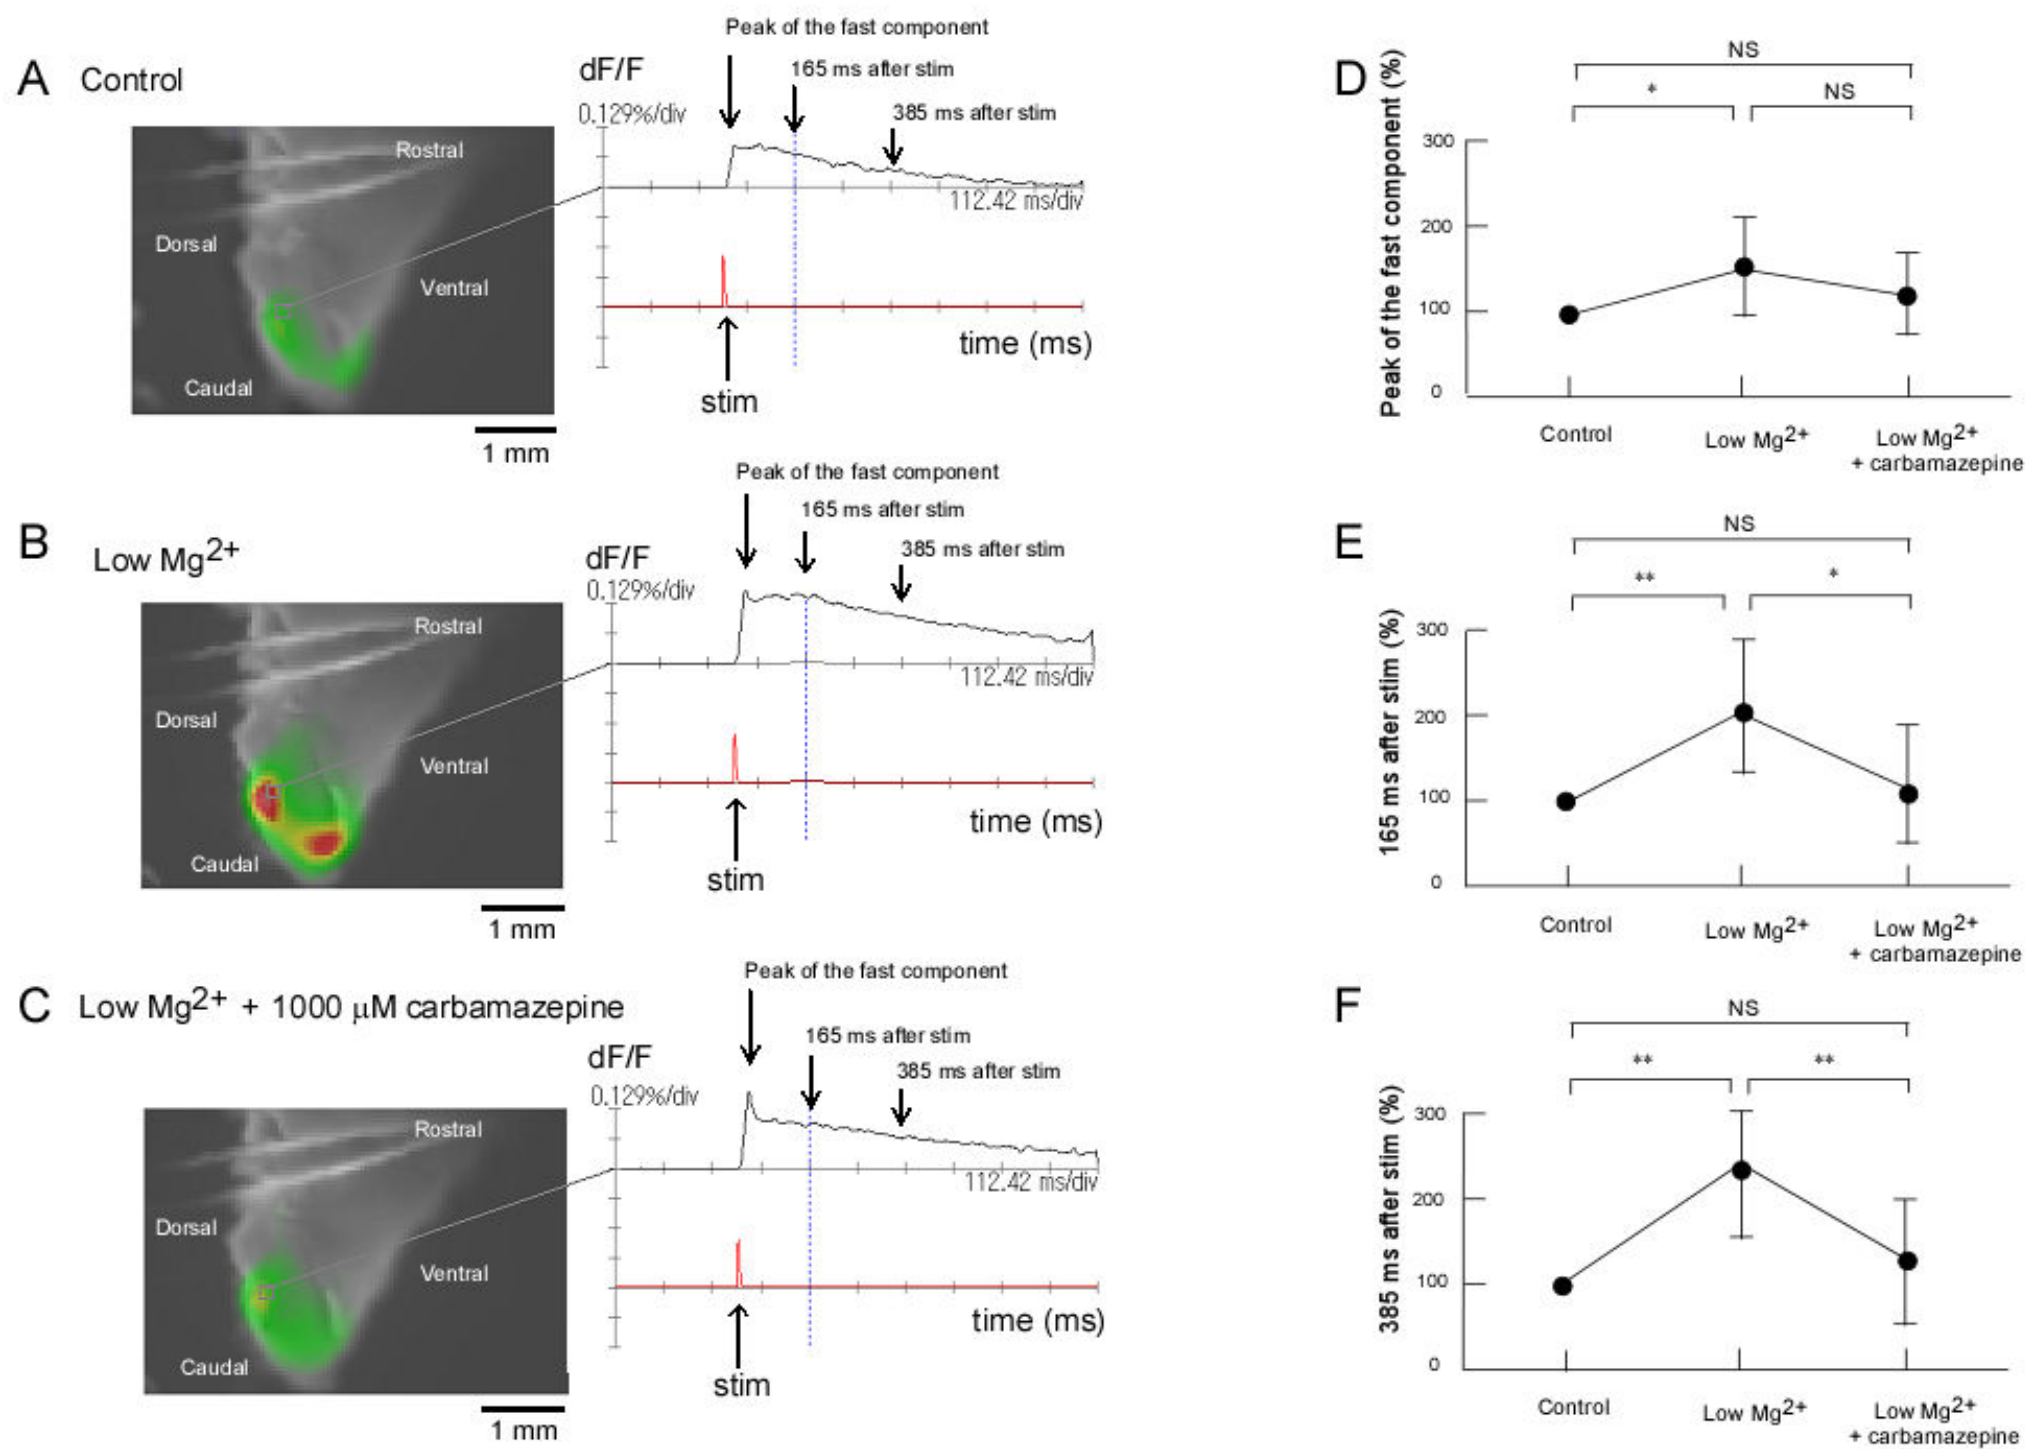 A Control
Peak of the fast component
dF/F
165 ms after stim
0.129%/div
385 ms after stim
Rostral
112.42 ms/div
Dorsal
Ventral
time (ms)
Caudal
stim
1 mm
B Low Mg2+
Peak of the fast component
165 ms after stim
dF/F
385 ms after stim
0.129%/div
Rostral
112.42 ms/div
Dorsal
Ventral
time (ms)
Caudal
stim
1 mm
C Low Mg2+ + 1000 µM carbamazepine
Peak of the fast component
165 ms after stim
dF/F
385 ms after stim
0.129%/div
Rostral
112.42 ms/div
Dorsal
Ventral
time (ms)
Caudal
stim
1 mm
D
NS
* NS
Peak of the fast component (%)
300
200
100
0
Control
Low Mg2+
Low Mg2+
+ carbamazepine
E
NS
** *
165 ms after stim (%)
300
200
100
0
Control
Low Mg2+
Low Mg2+
+ carbamazepine
F
NS
** **
385 ms after stim (%)
300
200
100
0
Control
Low Mg2+
Low Mg2+
+ carbamazepine